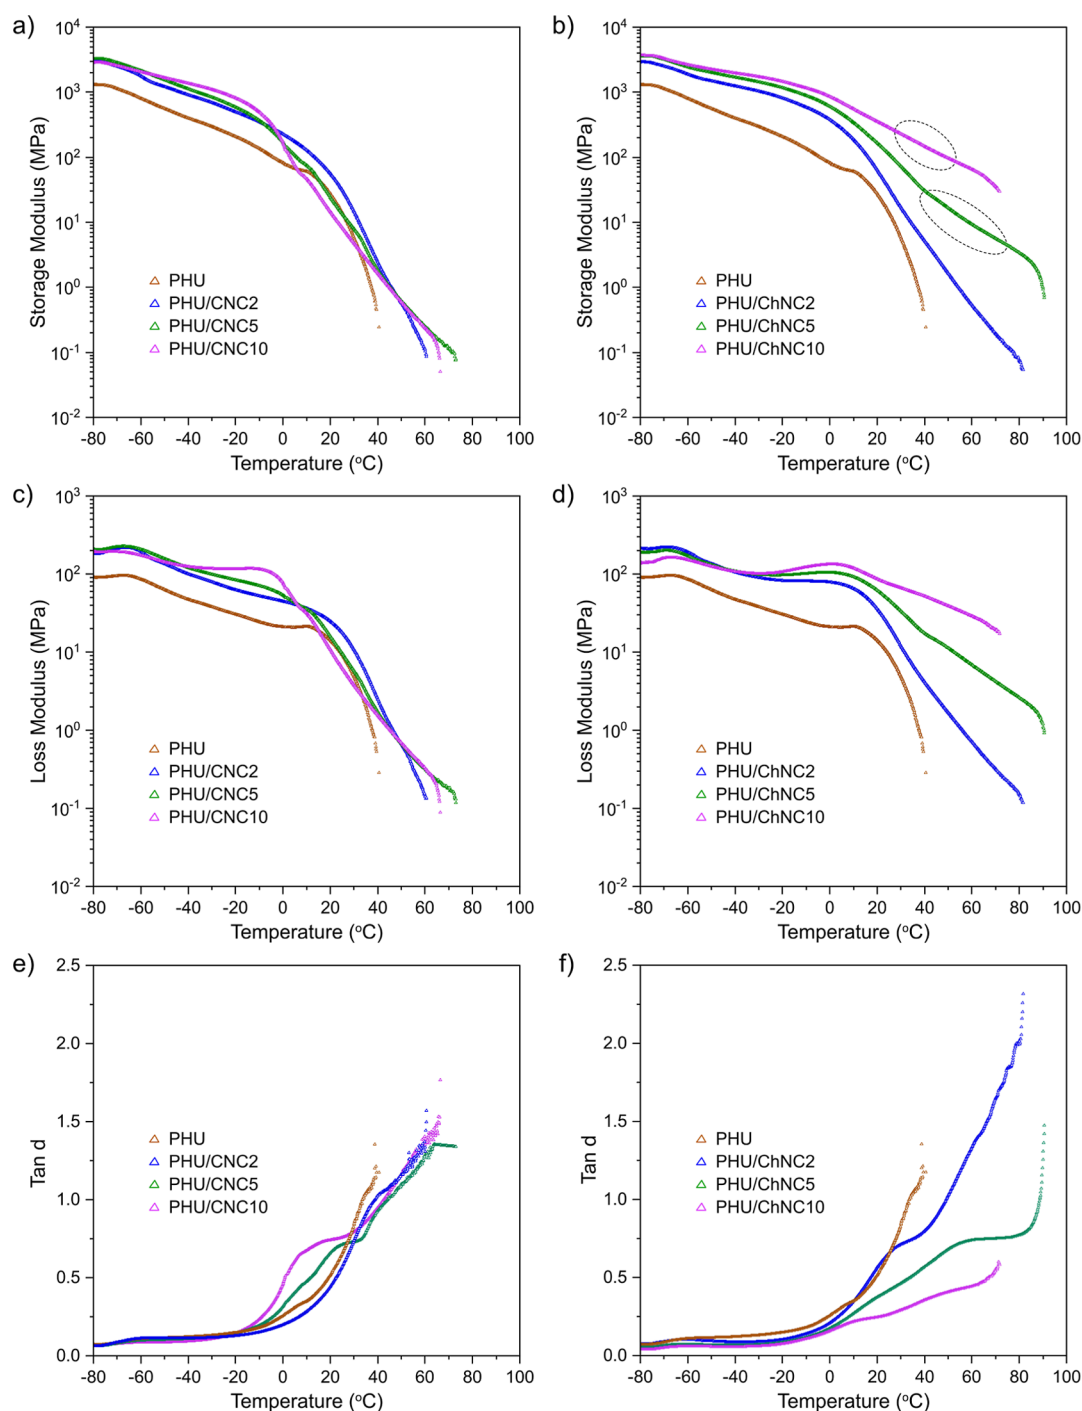 a)
Storage Modulus (MPa)
10⁴
10³
10²
10¹
10⁰
10⁻¹
10⁻²
PHU
PHU/CNC2
PHU/CNC5
PHU/CNC10
-80 -60 -40 -20 0 20 40 60 80 100
Temperature (°C)
b)
Storage Modulus (MPa)
10⁴
10³
10²
10¹
10⁰
10⁻¹
10⁻²
PHU
PHU/ChNC2
PHU/ChNC5
PHU/ChNC10
-80 -60 -40 -20 0 20 40 60 80 100
Temperature (°C)
c)
Loss Modulus (MPa)
10³
10²
10¹
10⁰
10⁻¹
10⁻²
PHU
PHU/CNC2
PHU/CNC5
PHU/CNC10
-80 -60 -40 -20 0 20 40 60 80 100
Temperature (°C)
d)
Loss Modulus (MPa)
10³
10²
10¹
10⁰
10⁻¹
10⁻²
PHU
PHU/ChNC2
PHU/ChNC5
PHU/ChNC10
-80 -60 -40 -20 0 20 40 60 80 100
Temperature (°C)
e)
Tan d
2.5
2.0
1.5
1.0
0.5
0.0
PHU
PHU/CNC2
PHU/CNC5
PHU/CNC10
-80 -60 -40 -20 0 20 40 60 80 100
Temperature (°C)
f)
Tan d
2.5
2.0
1.5
1.0
0.5
0.0
PHU
PHU/ChNC2
PHU/ChNC5
PHU/ChNC10
-80 -60 -40 -20 0 20 40 60 80 100
Temperature (°C)